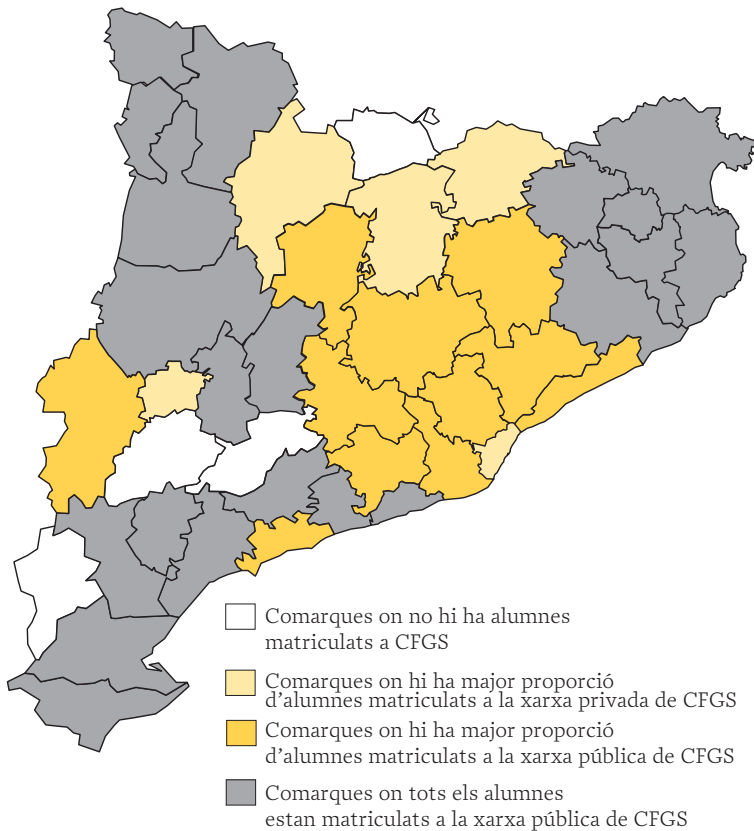 Comarques on no hi ha alumnes
matriculats a CFGS
Comarques on hi ha major proporció
d'alumnes matriculats a la xarxa privada de CFGS
Comarques on hi ha major proporció
d'alumnes matriculats a la xarxa pública de CFGS
Comarques on tots els alumnes
estan matriculats a la xarxa pública de CFGS